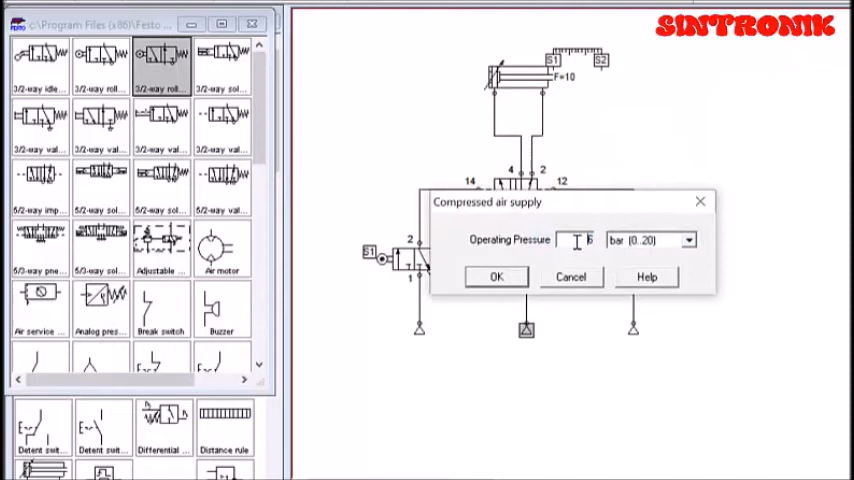 SINTRONIK
c:\Program Files (x86)\Festo ...
3/2-way idle...
3/2-way roll...
3/2-way roll...
3/2-way sol...
3/2-way val...
3/2-way val...
3/2-way val...
3/2-way val...
5/2-way imp...
5/2-way sol...
5/2-way sol...
5/2-way val...
5/3-way pne...
5/3-way sol...
Adjustable ...
Air motor
Air service ...
Analog pres...
Break switch
Buzzer
Detent swit...
Detent swit...
Differential ...
Distance rule
S1
S2
F=10
4
2
14
12
Compressed air supply
Operating Pressure
6
bar (0..20)
OK
Cancel
Help
S1
2
1